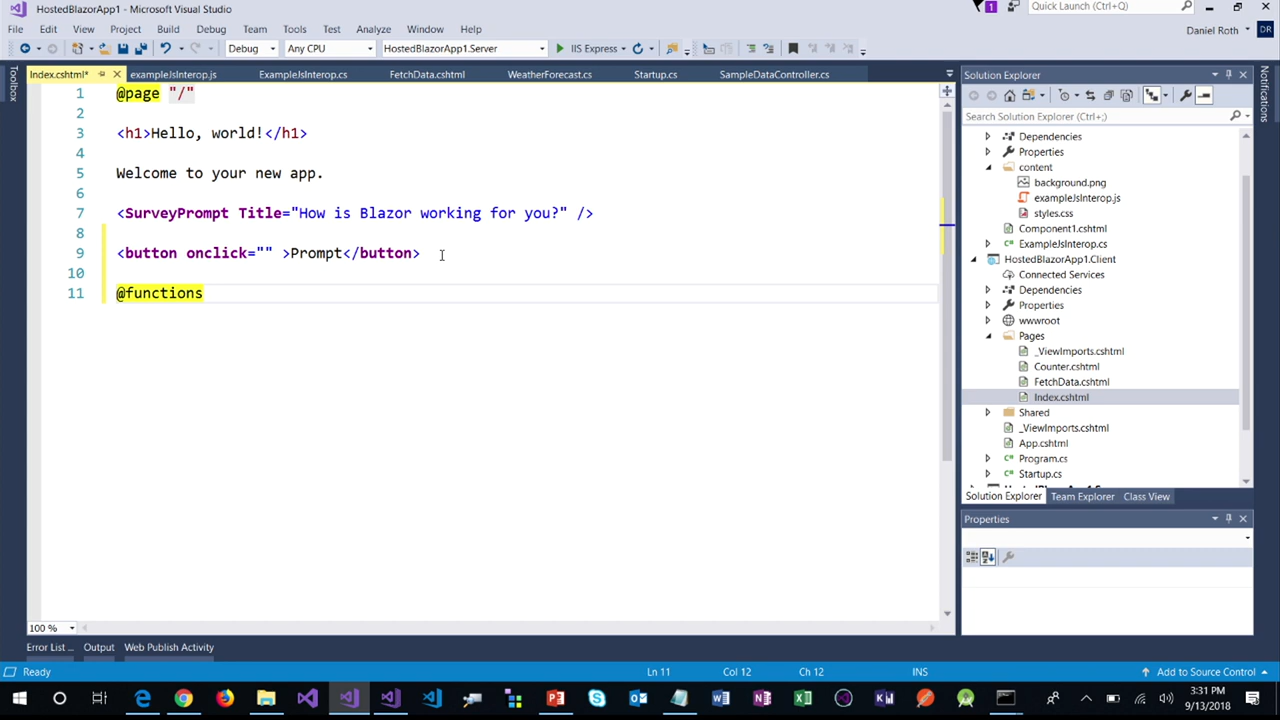 HostedBlazorApp1 - Microsoft Visual Studio
1
Quick Launch (Ctrl+Q)
File Edit View Project Build Debug Team Tools Test Analyze Window Help
Daniel Roth DR
Debug Any CPU HostedBlazorApp1.Server IIS Express
Toolbox
Index.cshtml* exampleJsInterop.js ExampleJsInterop.cs FetchData.cshtml WeatherForecast.cs Startup.cs SampleDataController.cs
1 @page "/"
2
3 <h1>Hello, world!</h1>
4
5 Welcome to your new app.
6
7 <SurveyPrompt Title="How is Blazor working for you?" />
8
9 <button onclick="" >Prompt</button>
10
11 @functions
100 %
Solution Explorer
Search Solution Explorer (Ctrl+;)
Dependencies
Properties
content
background.png
exampleJsInterop.js
styles.css
Component1.cshtml
ExampleJsInterop.cs
HostedBlazorApp1.Client
Connected Services
Dependencies
Properties
wwwroot
Pages
_ViewImports.cshtml
Counter.cshtml
FetchData.cshtml
Index.cshtml
Shared
_ViewImports.cshtml
App.cshtml
Program.cs
Startup.cs
Solution Explorer Team Explorer Class View
Properties
Notifications
Error List ... Output Web Publish Activity
Ready Ln 11 Col 12 Ch 12 INS Add to Source Control
3:31 PM
9/13/2018